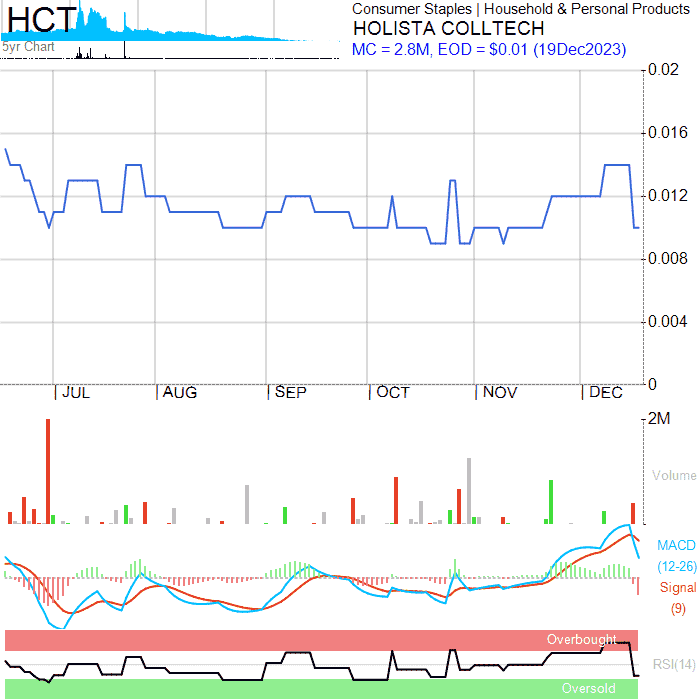 HCT
5yr Chart
Consumer Staples | Household & Personal Products
HOLISTA COLLTECH
MC = 2.8M, EOD = $0.01 (19Dec2023)
0.02
0.016
0.012
0.008
0.004
0
JUL AUG SEP OCT NOV DEC
2M
Volume
MACD
(12-26)
Signal
(9)
Overbought
RSI(14)
Oversold